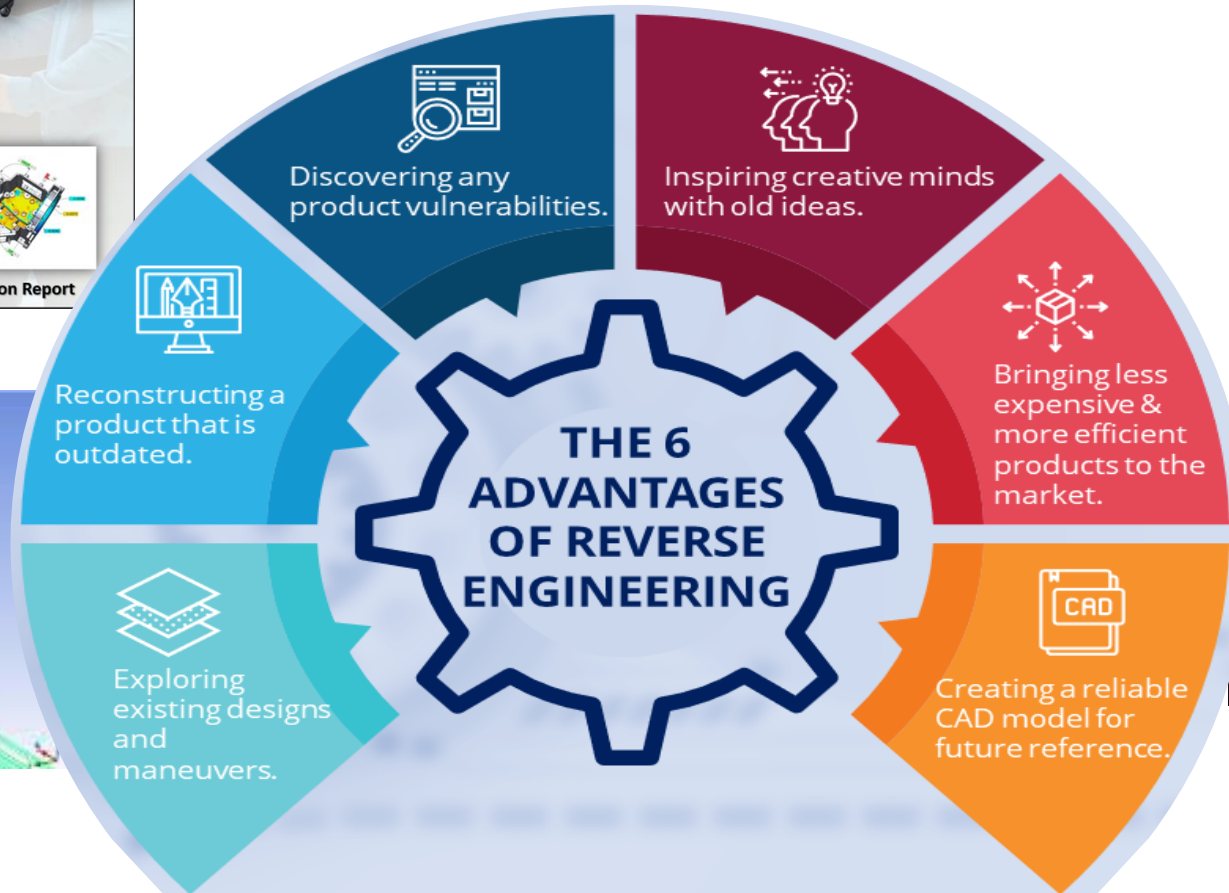 Discovering any
product vulnerabilities.
Inspiring creative minds
with old ideas.
on Report
Reconstructing a
product that is
outdated.
Bringing less
expensive &
more efficient
products to the
market.
THE 6
ADVANTAGES
OF REVERSE
ENGINEERING
Exploring
existing designs
and
maneuvers.
CAD
Creating a reliable
CAD model for
future reference.